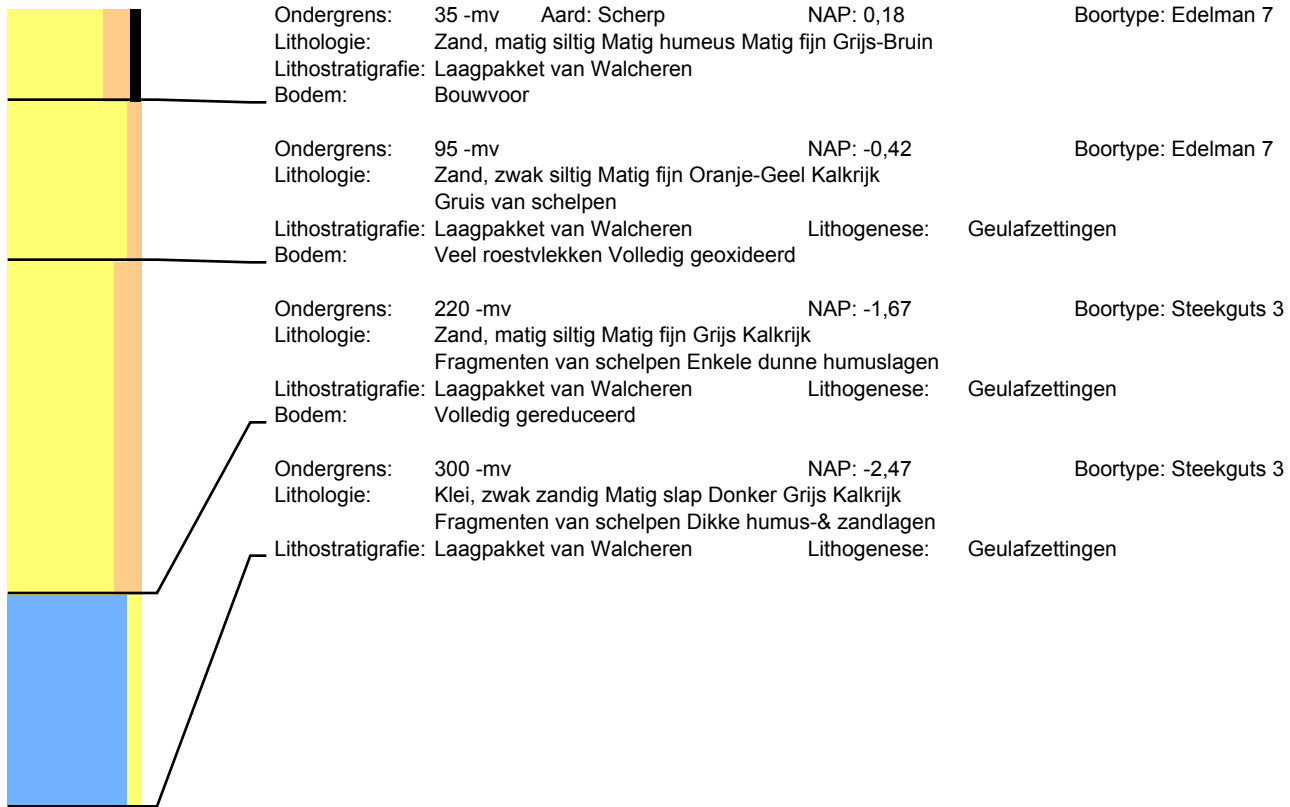 Ondergrens: 35 -mv Aard: Scherp NAP: 0,18 Boortype: Edelman 7
Lithologie: Zand, matig siltig Matig humeus Matig fijn Grijs-Bruin
Lithostratigrafie: Laagpakket van Walcheren
Bodem: Bouwvoor
Ondergrens: 95 -mv NAP: -0,42 Boortype: Edelman 7
Lithologie: Zand, zwak siltig Matig fijn Oranje-Geel Kalkrijk
Gruis van schelpen
Lithostratigrafie: Laagpakket van Walcheren Lithogenese: Geulafzettingen
Bodem: Veel roestvlekken Volledig geoxideerd
Ondergrens: 220 -mv NAP: -1,67 Boortype: Steekguts 3
Lithologie: Zand, matig siltig Matig fijn Grijs Kalkrijk
Fragmenten van schelpen Enkele dunne humuslagen
Lithostratigrafie: Laagpakket van Walcheren Lithogenese: Geulafzettingen
Bodem: Volledig gereduceerd
Ondergrens: 300 -mv NAP: -2,47 Boortype: Steekguts 3
Lithologie: Klei, zwak zandig Matig slap Donker Grijs Kalkrijk
Fragmenten van schelpen Dikke humus-& zandlagen
Lithostratigrafie: Laagpakket van Walcheren Lithogenese: Geulafzettingen